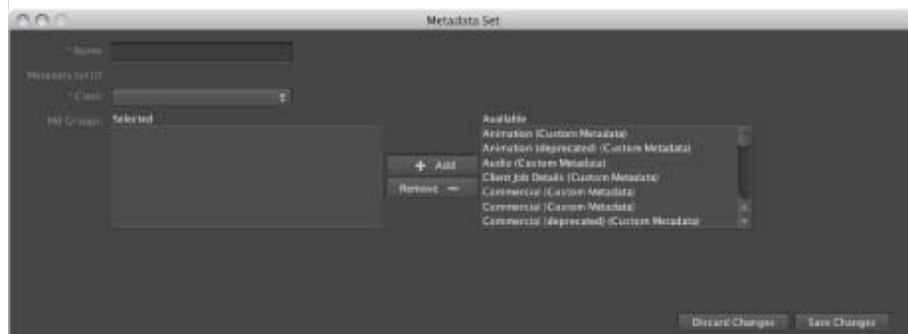 Metadata Set
* Name
Metadata Set ID
* Class
Md Groups
Selected
Available
Animation (Custom Metadata)
Animation (deprecated) (Custom Metadata)
Audio (Custom Metadata)
Client Job Details (Custom Metadata)
Commercial (Custom Metadata)
Commercial (Custom Metadata)
Commercial (deprecated) (Custom Metadata)
+ Add
Remove −
Discard Changes
Save Changes